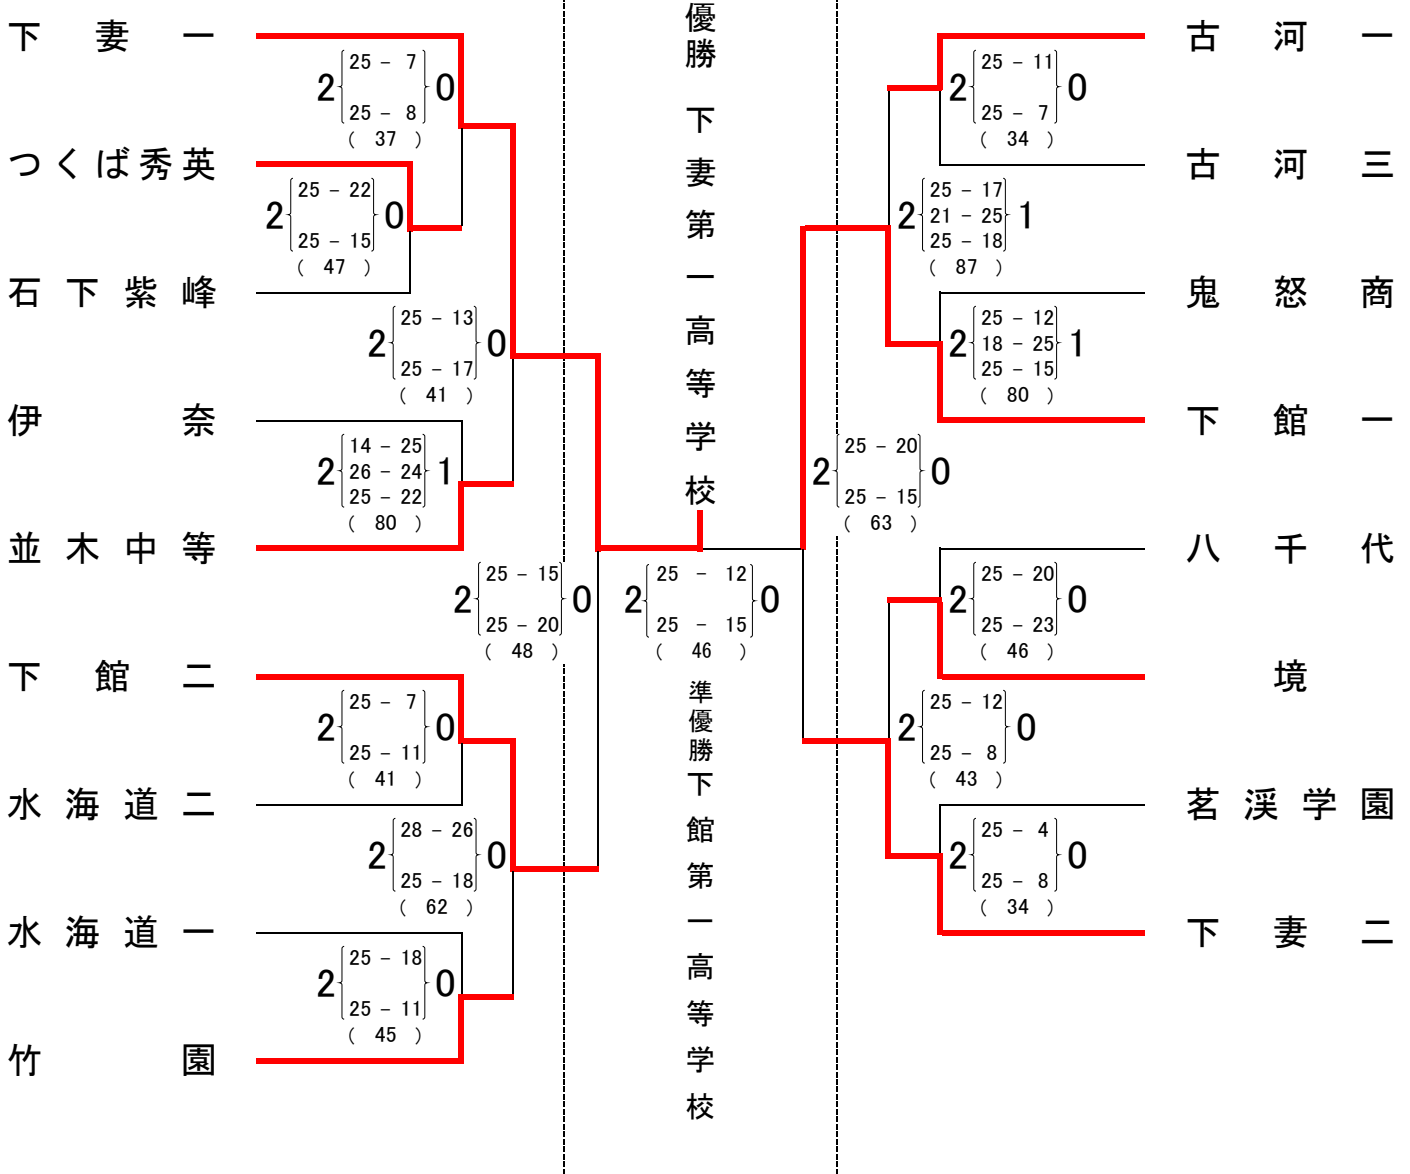 下妻一
2 25 − 7 0
25 − 8
( 37 )
つくば秀英
2 25 − 22 0
25 − 15
( 47 )
石下紫峰
2 25 − 13 0
25 − 17
( 41 )
伊奈
14 − 25
2 26 − 24 1
25 − 22
( 80 )
並木中等
2 25 − 15 0
25 − 20
( 48 )
下館二
2 25 − 7 0
25 − 11
( 41 )
水海道二
2 28 − 26 0
25 − 18
( 62 )
水海道一
2 25 − 18 0
25 − 11
( 45 )
竹園
優勝 下妻第一高等学校
2 25 − 12 0
25 − 15
( 46 )
準優勝 下館第一高等学校
古河一
2 25 − 11 0
25 − 7
( 34 )
古河三
25 − 17
2 21 − 25 1
25 − 18
( 87 )
鬼怒商
25 − 12
2 18 − 25 1
25 − 15
( 80 )
下館一
2 25 − 20 0
25 − 15
( 63 )
八千代
2 25 − 20 0
25 − 23
( 46 )
境
2 25 − 12 0
25 − 8
( 43 )
茗溪学園
2 25 − 4 0
25 − 8
( 34 )
下妻二